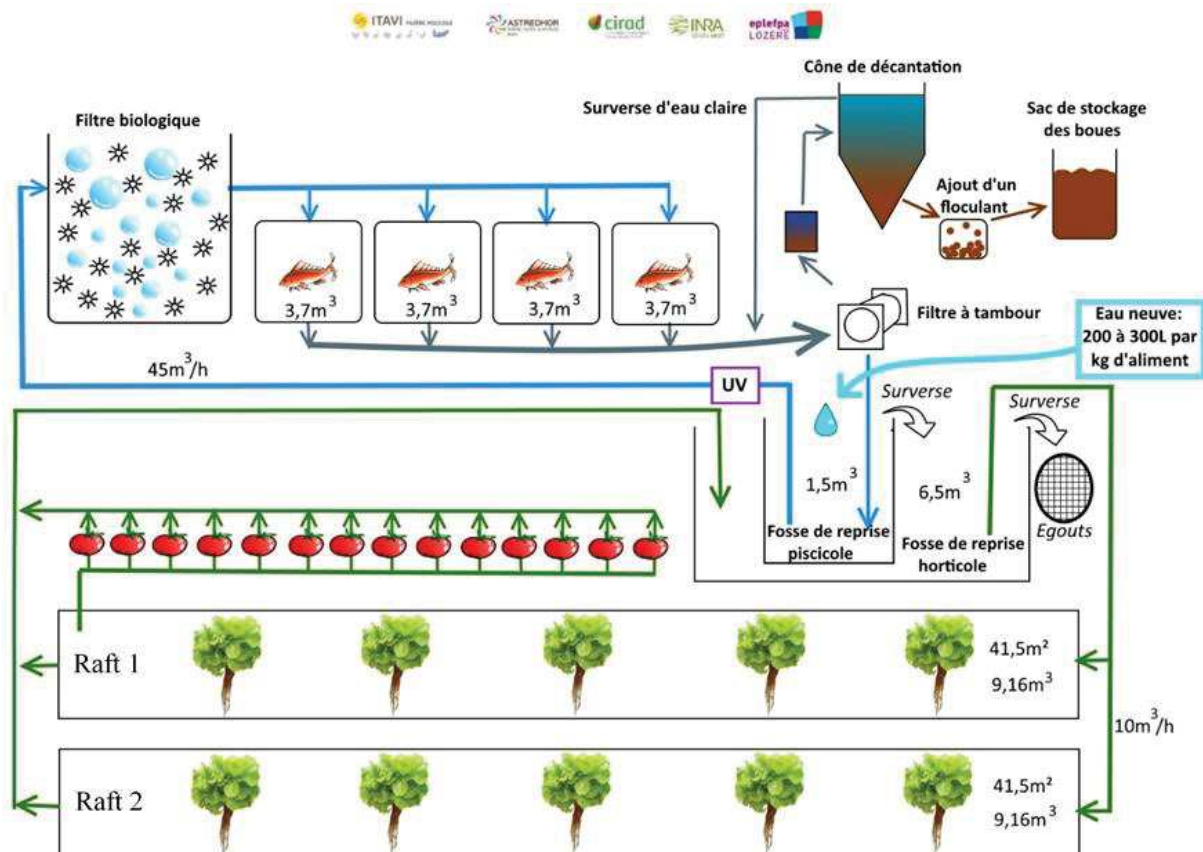 ITAVI
ASTREDHOR
cirad
INRA
eplefpa
LOZÈRE
Cône de décantation
Surverse d'eau claire
Sac de stockage
des boues
Filtre biologique
Ajout d'un
floculant
3,7m³
3,7m³
3,7m³
3,7m³
Filtre à tambour
Eau neuve:
200 à 300L par
kg d'aliment
45m³/h
UV
Surverse
Surverse
1,5m³
6,5m³
Fosse de reprise
piscicole
Fosse de reprise
horticole
Egouts
Raft 1
41,5m²
9,16m³
10m³/h
Raft 2
41,5m²
9,16m³